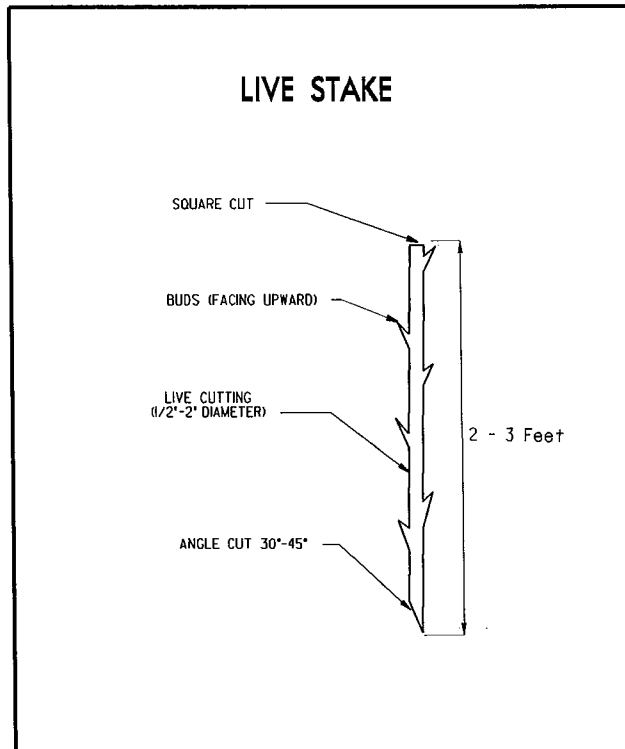 LIVE STAKE
SQUARE CUT
BUDS (FACING UPWARD)
LIVE CUTTING
(1/2"-2" DIAMETER)
2 - 3 Feet
ANGLE CUT 30°-45°